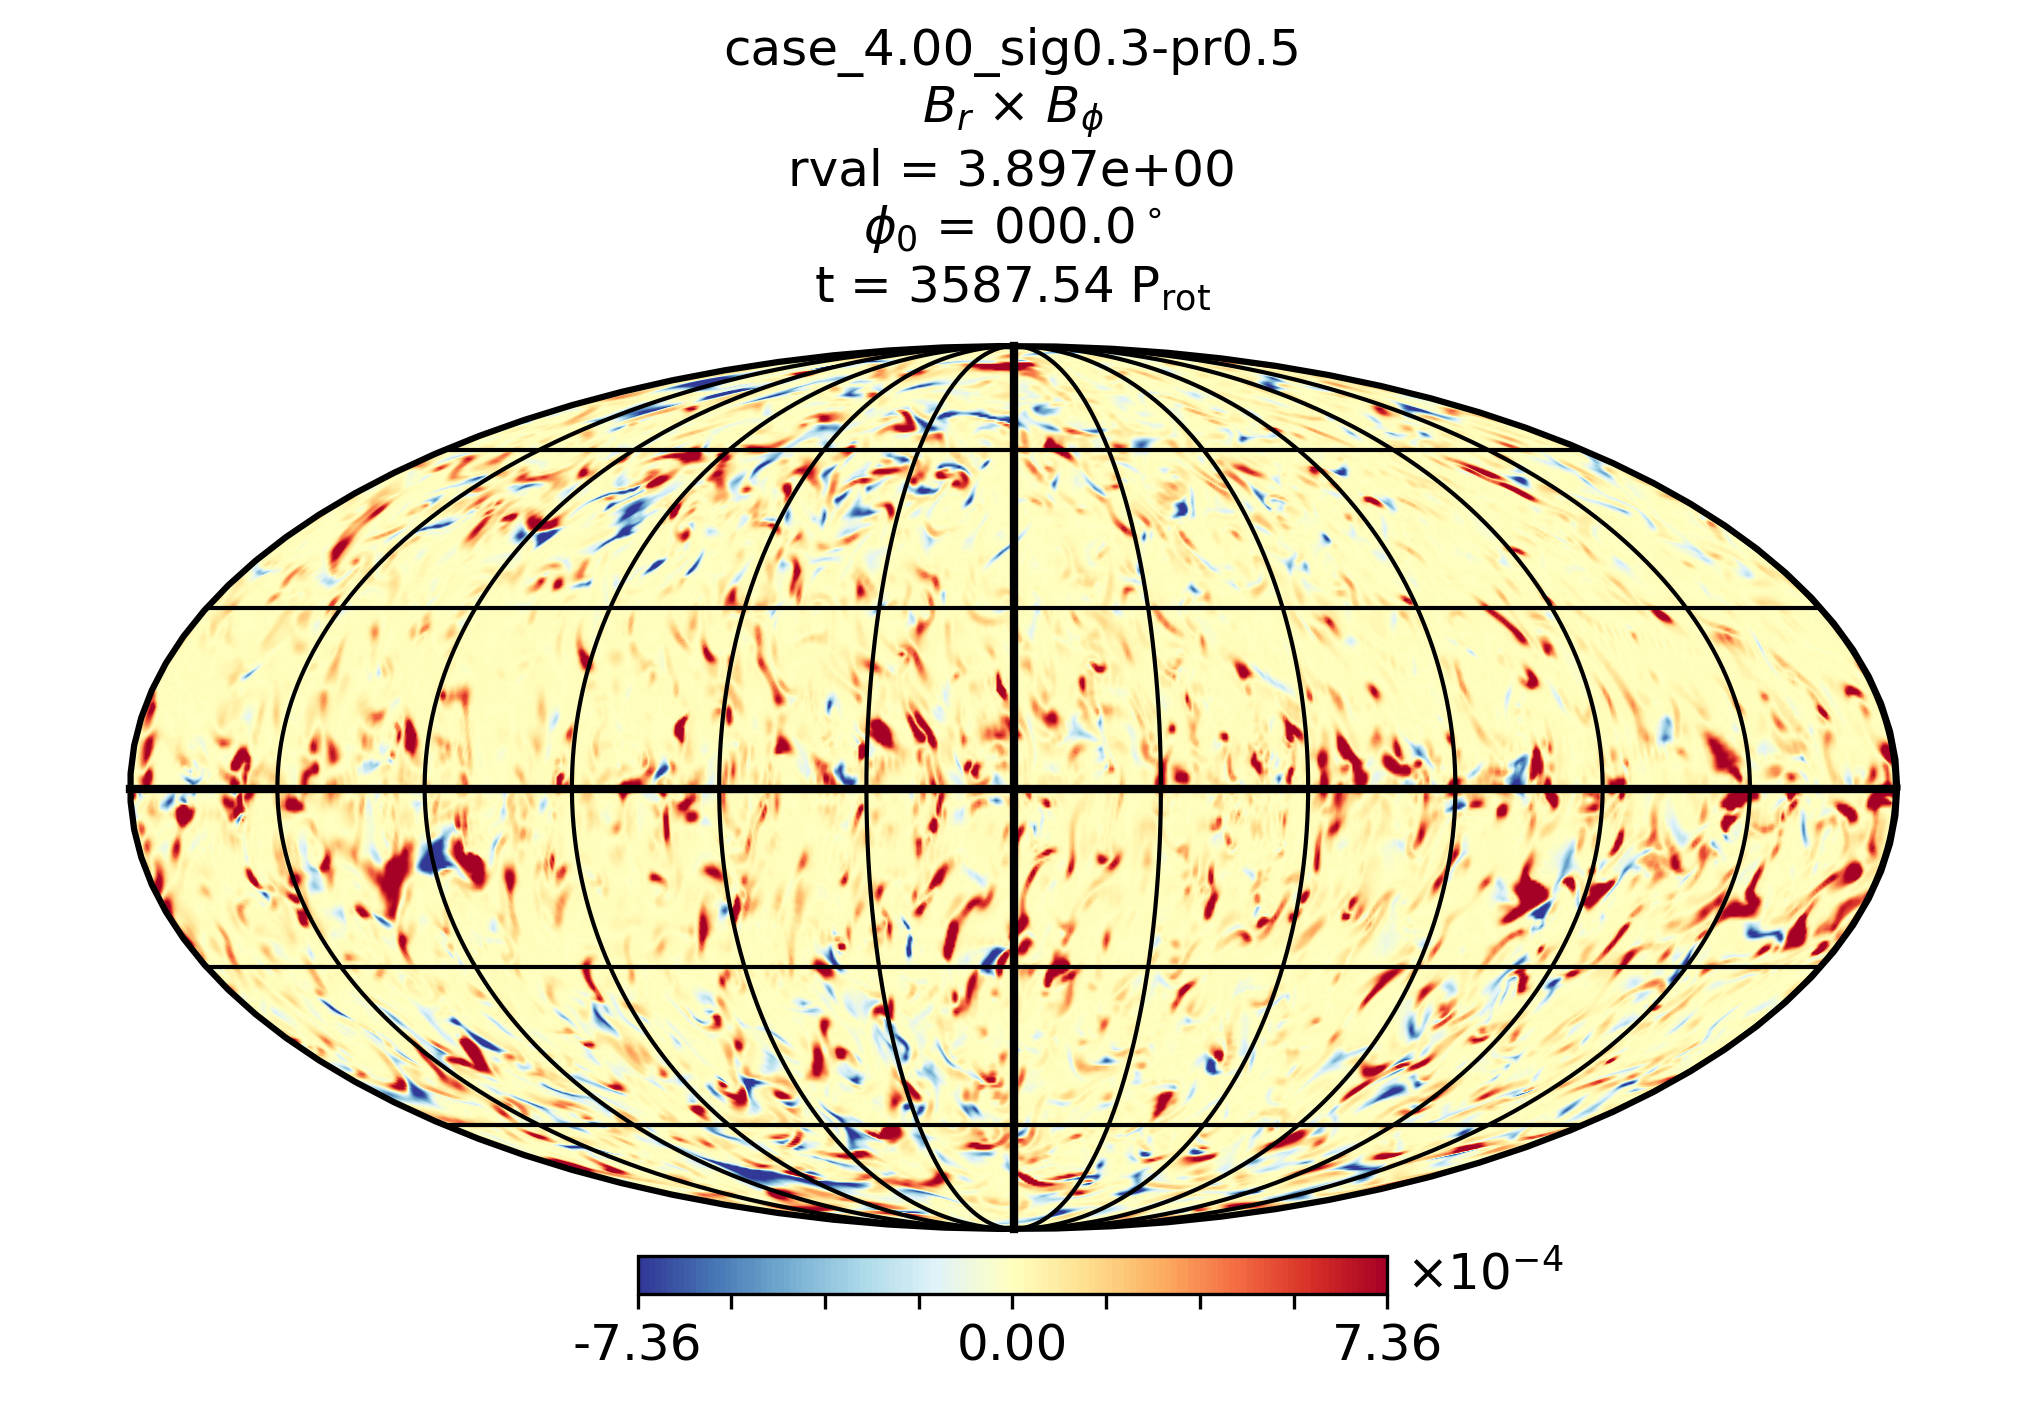 case_4.00_sig0.3-pr0.5
B_r × B_ϕ
rval = 3.897e+00
ϕ_0 = 000.0°
t = 3587.54 P_rot
×10^−4
-7.36 0.00 7.36